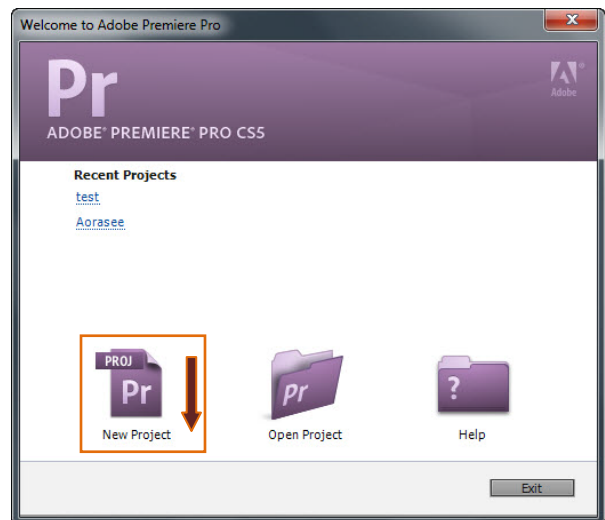 Welcome to Adobe Premiere Pro
Pr
Adobe®
ADOBE® PREMIERE® PRO CS5
Recent Projects
test
Aorasee
PROJ
Pr
Pr
?
New Project
Open Project
Help
Exit